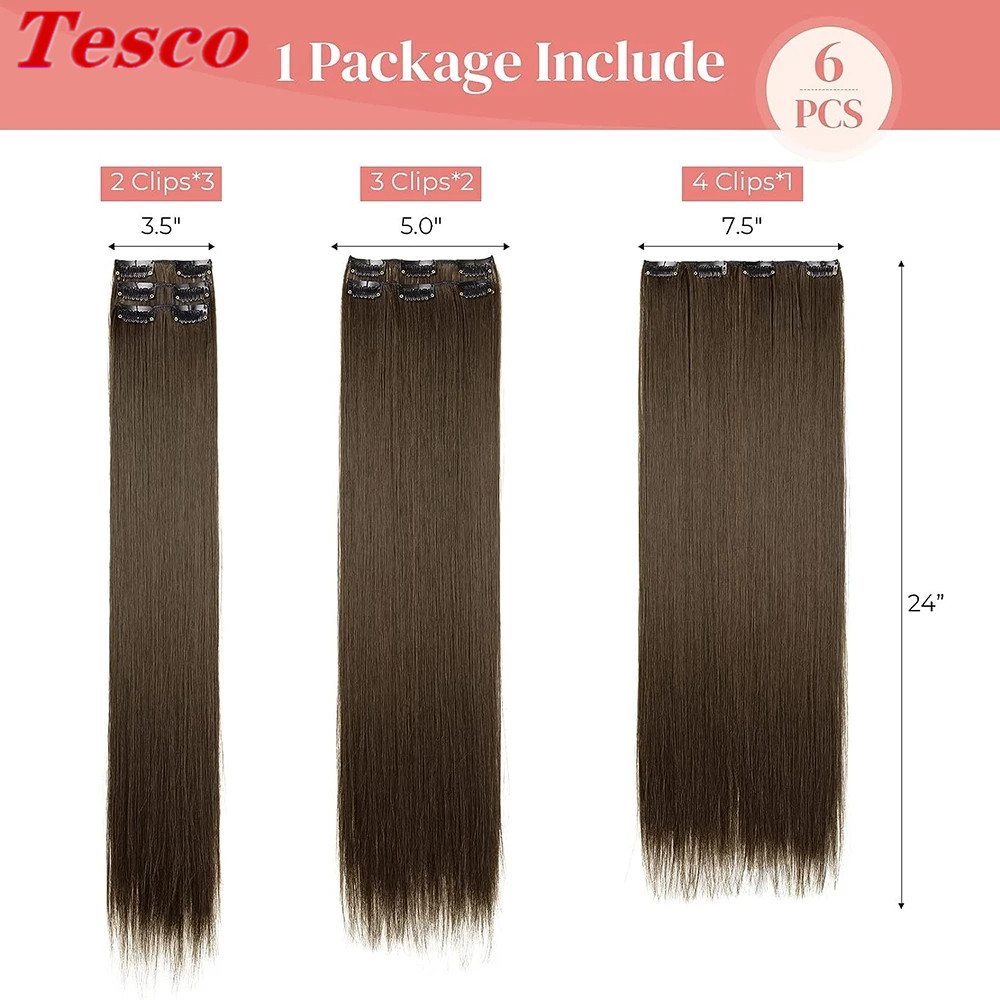 Tesco
1 Package Include
6
PCS
2 Clips*3
3 Clips*2
4 Clips*1
3.5"
5.0"
7.5"
24”